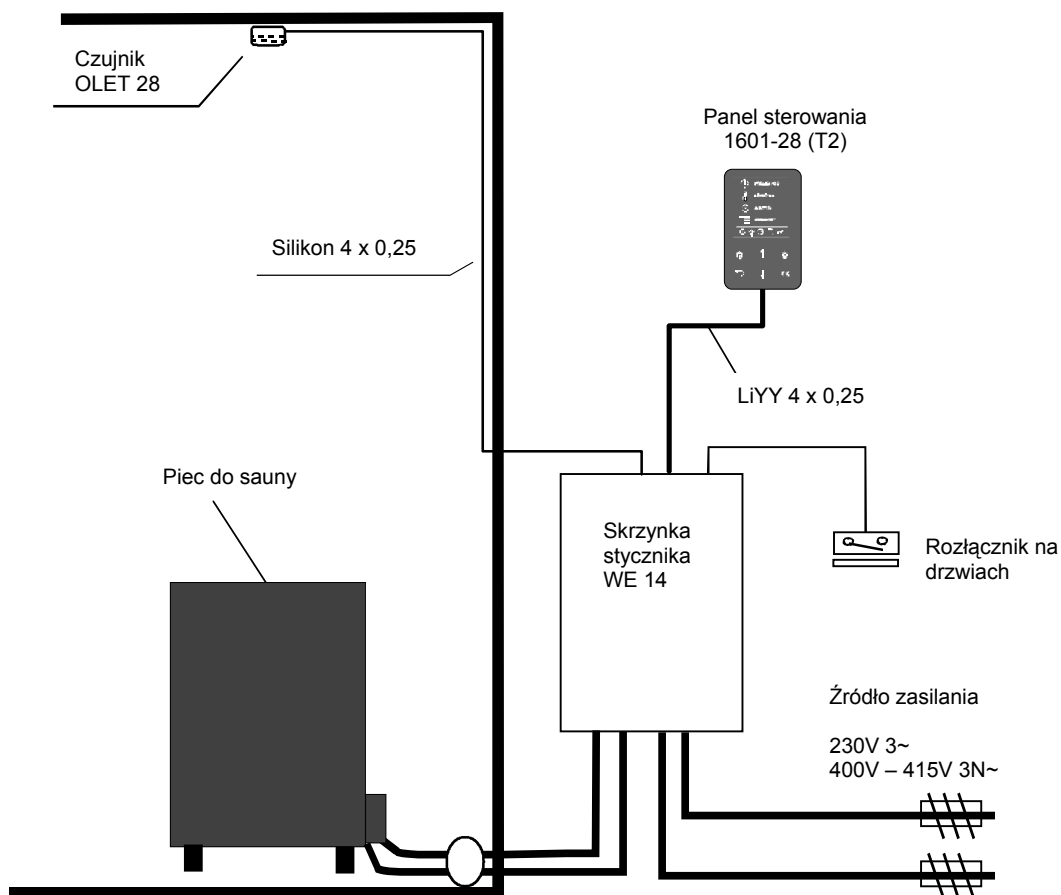 Czujnik
OLET 28
Panel sterowania
1601-28 (T2)
Silikon 4 x 0,25
LiYY 4 x 0,25
Piec do sauny
Skrzynka
stycznika
WE 14
Rozłącznik na
drzwiach
Źródło zasilania
230V 3~
400V – 415V 3N~